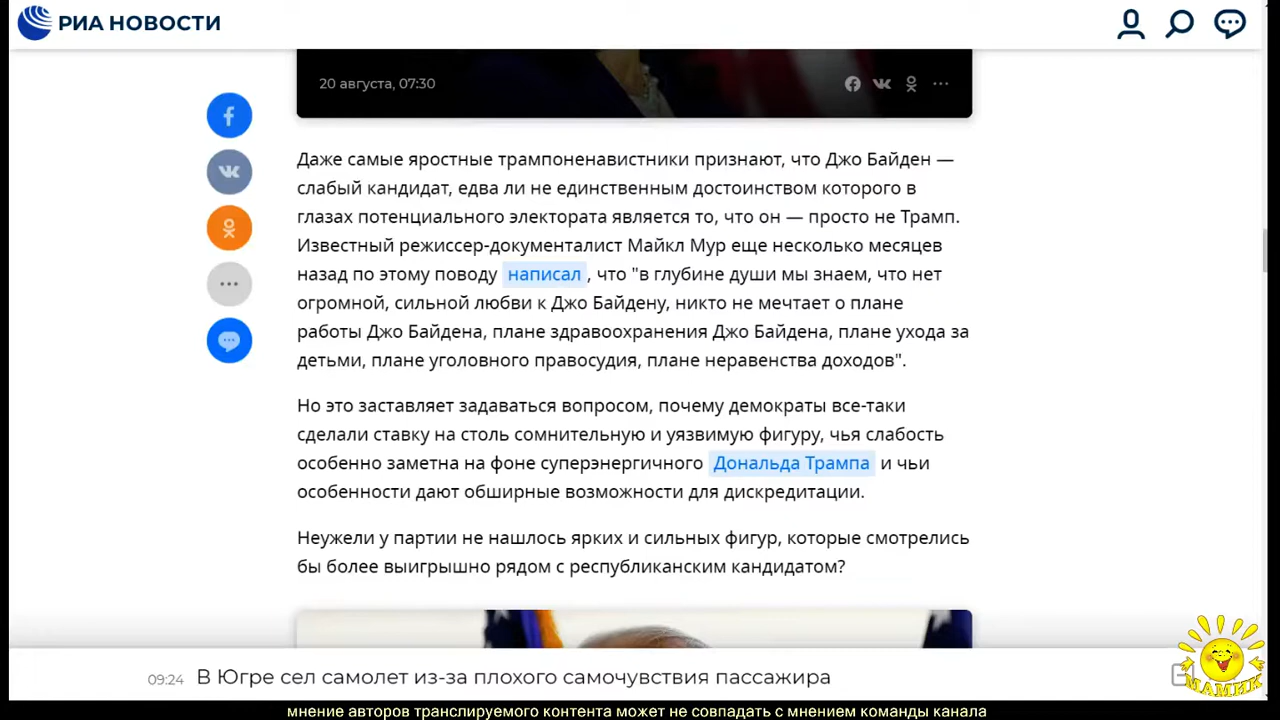 РИА НОВОСТИ
20 августа, 07:30
Даже самые яростные трампоненавистники признают, что Джо Байден —
слабый кандидат, едва ли не единственным достоинством которого в
глазах потенциального электората является то, что он — просто не Трамп.
Известный режиссер-документалист Майкл Мур еще несколько месяцев
назад по этому поводу написал, что "в глубине души мы знаем, что нет
огромной, сильной любви к Джо Байдену, никто не мечтает о плане
работы Джо Байдена, плане здравоохранения Джо Байдена, плане ухода за
детьми, плане уголовного правосудия, плане неравенства доходов".
Но это заставляет задаваться вопросом, почему демократы все-таки
сделали ставку на столь сомнительную и уязвимую фигуру, чья слабость
особенно заметна на фоне суперэнергичного Дональда Трампа и чьи
особенности дают обширные возможности для дискредитации.
Неужели у партии не нашлось ярких и сильных фигур, которые смотрелись
бы более выигрышно рядом с республиканским кандидатом?
09:24 В Югре сел самолет из-за плохого самочувствия пассажира
МАМИК
мнение авторов транслируемого контента может не совпадать с мнением команды канала